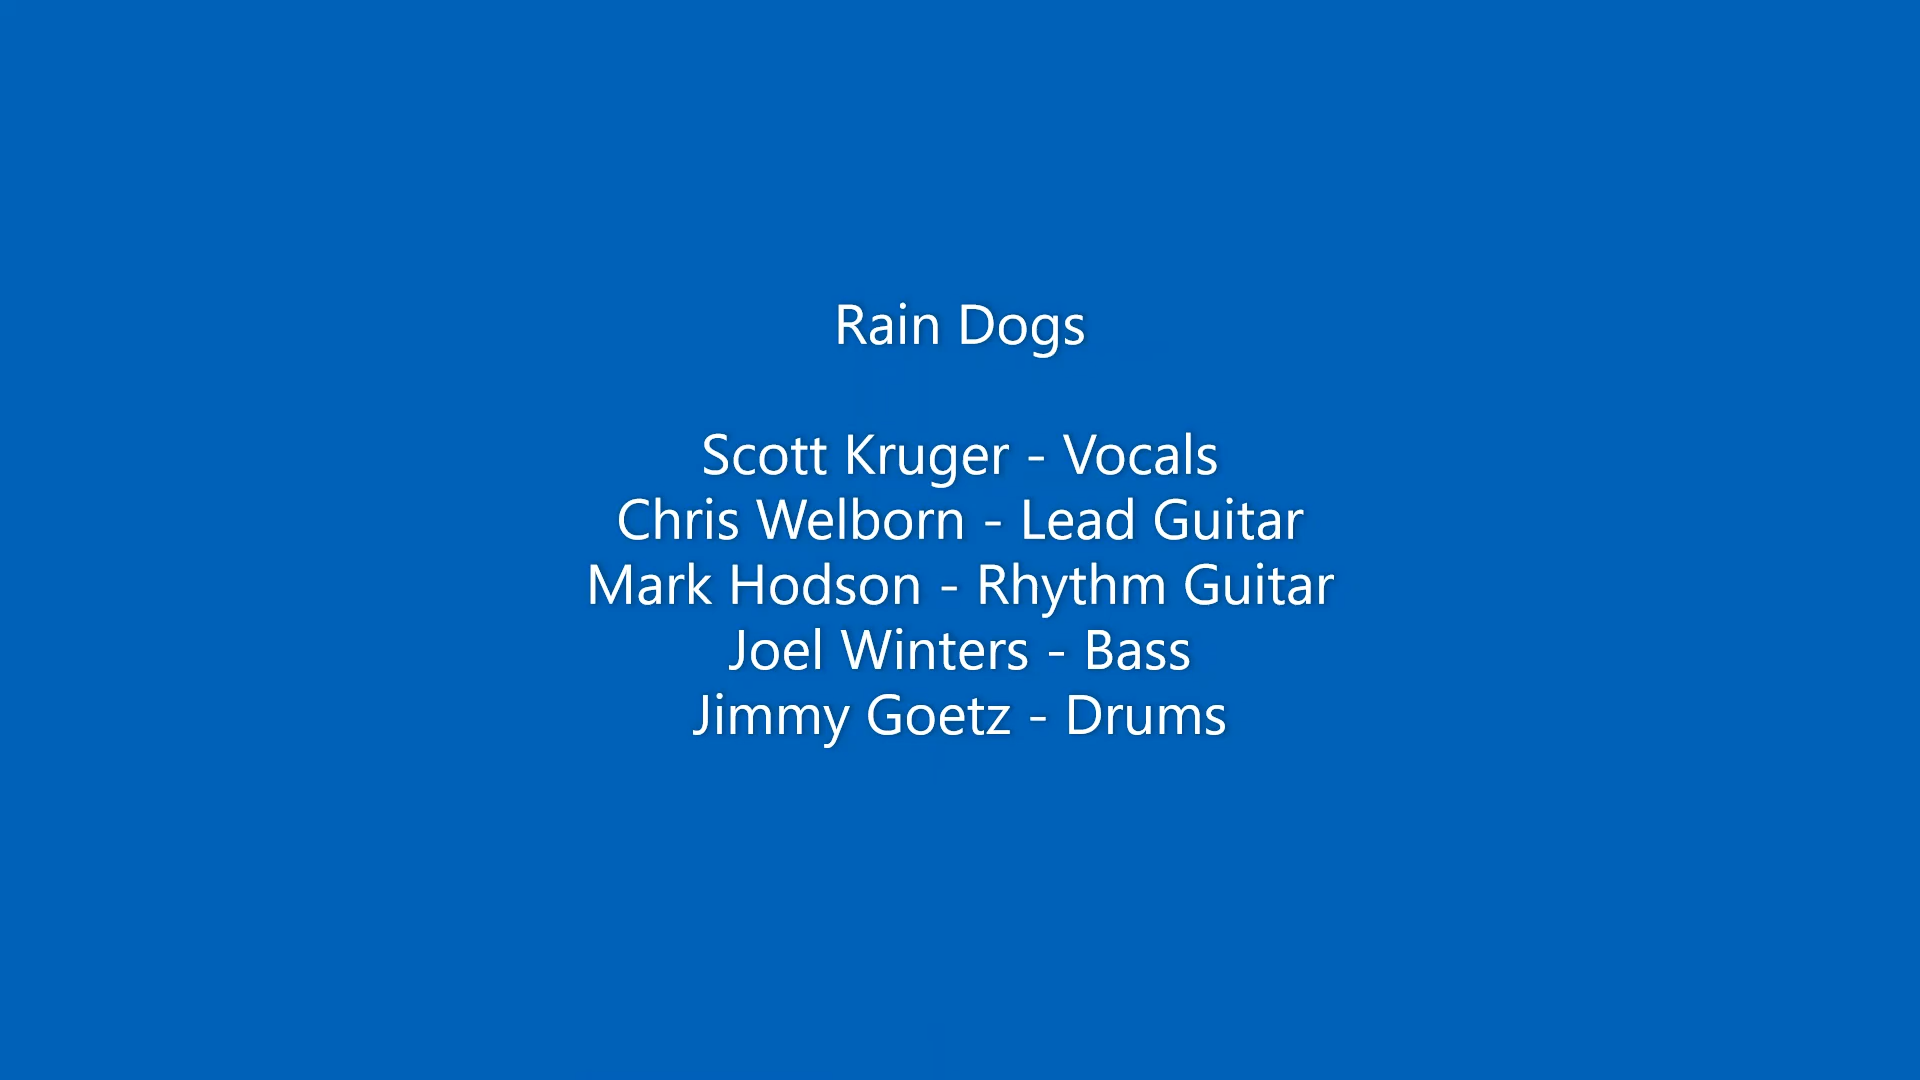 Rain Dogs
Scott Kruger - Vocals
Chris Welborn - Lead Guitar
Mark Hodson - Rhythm Guitar
Joel Winters - Bass
Jimmy Goetz - Drums